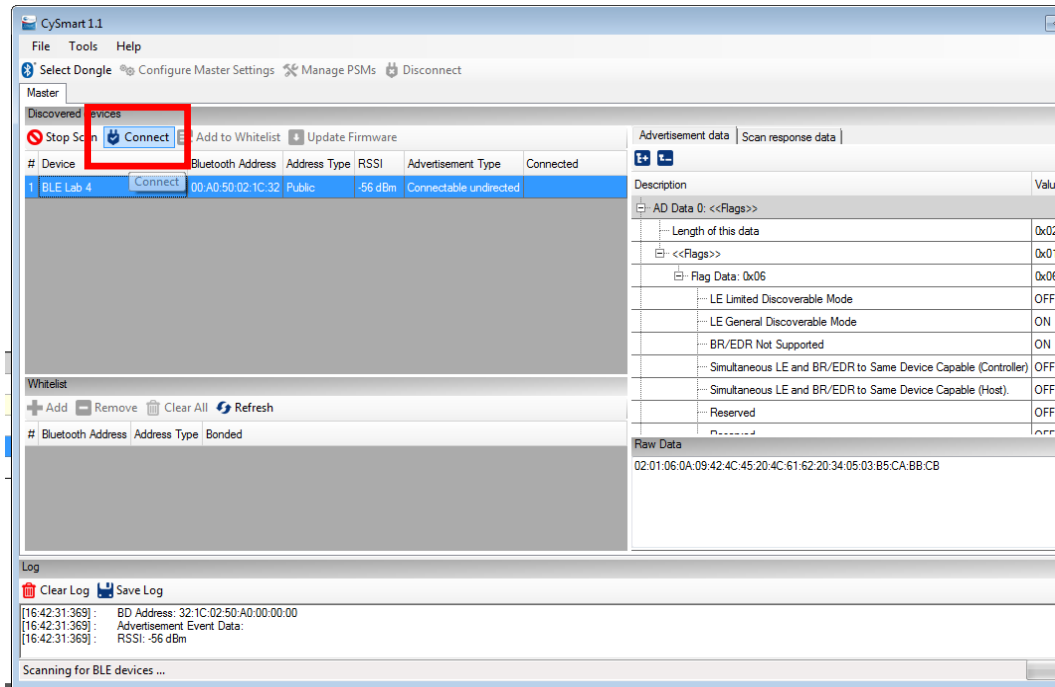 CySmart 1.1
File Tools Help
Select Dongle Configure Master Settings Manage PSMs Disconnect
Master
Discovered devices
Stop Scan Connect Add to Whitelist Update Firmware
# Device Bluetooth Address Address Type RSSI Advertisement Type Connected
1 BLE Lab 4 00:A0:50:02:1C:32 Public -56 dBm Connectable undirected
Connect
Whitelist
Add Remove Clear All Refresh
# Bluetooth Address Address Type Bonded
Advertisement data Scan response data
Description Valu
AD Data 0: <<Flags>>
Length of this data 0x02
<<Flags>> 0x01
Flag Data: 0x06 0x06
LE Limited Discoverable Mode OFF
LE General Discoverable Mode ON
BR/EDR Not Supported ON
Simultaneous LE and BR/EDR to Same Device Capable (Controller) OFF
Simultaneous LE and BR/EDR to Same Device Capable (Host). OFF
Reserved OFF
Reserved OFF
Raw Data
02:01:06:0A:09:42:4C:45:20:4C:61:62:20:34:05:03:B5:CA:BB:CB
Log
Clear Log Save Log
[16:42:31:369] : BD Address: 32:1C:02:50:A0:00:00:00
[16:42:31:369] : Advertisement Event Data:
[16:42:31:369] : RSSI: -56 dBm
Scanning for BLE devices ...